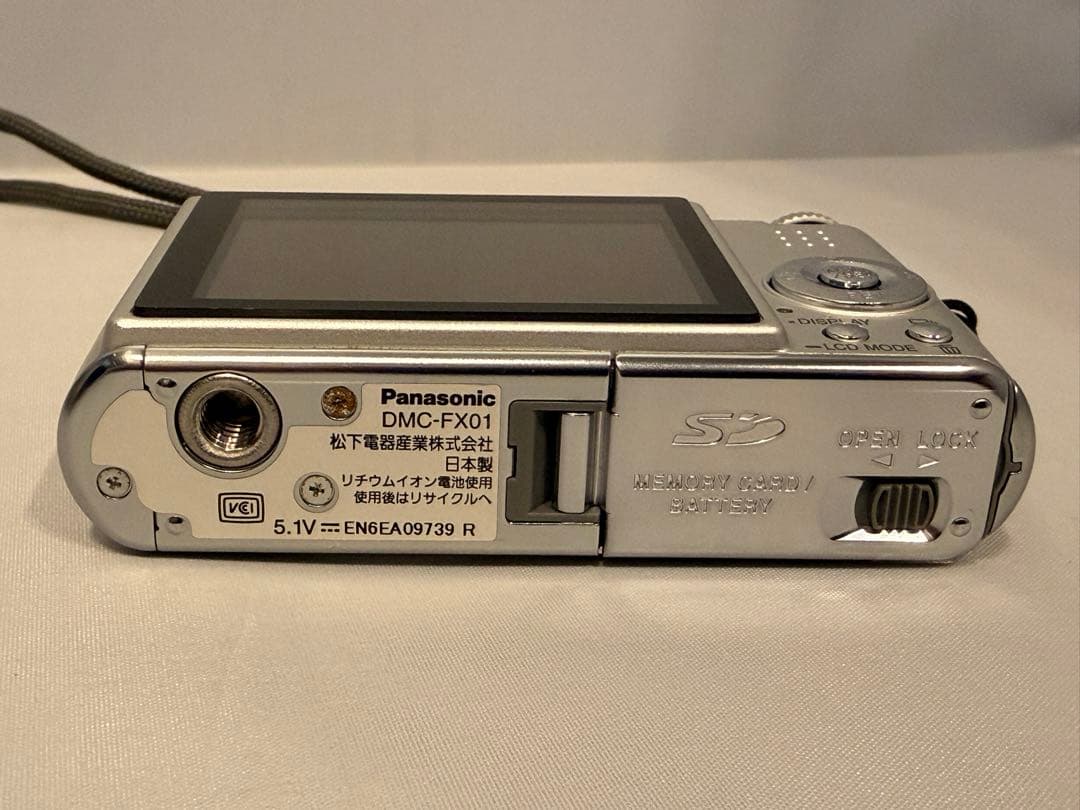 DISPLAY
LCD MODE
Panasonic
DMC-FX01
松下電器産業株式会社
日本製
リチウムイオン電池使用
使用後はリサイクルへ
VCCI
5.1V⎓EN6EA09739 R
SD
MEMORY CARD/
BATTERY
OPEN LOCK